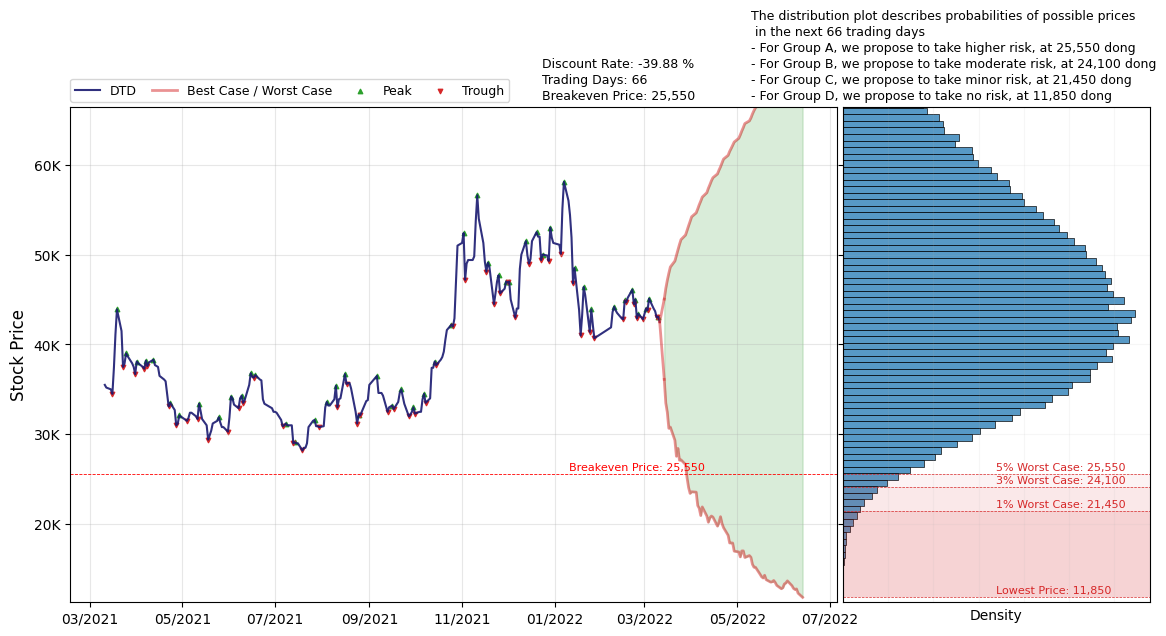 The distribution plot describes probabilities of possible prices
in the next 66 trading days
- For Group A, we propose to take higher risk, at 25,550 dong
- For Group B, we propose to take moderate risk, at 24,100 dong
- For Group C, we propose to take minor risk, at 21,450 dong
- For Group D, we propose to take no risk, at 11,850 dong
Discount Rate: -39.88 %
Trading Days: 66
Breakeven Price: 25,550
DTD
Best Case / Worst Case
Peak
Trough
Stock Price
60K
50K
40K
30K
20K
Breakeven Price: 25,550
03/2021
05/2021
07/2021
09/2021
11/2021
01/2022
03/2022
05/2022
07/2022
5% Worst Case: 25,550
3% Worst Case: 24,100
1% Worst Case: 21,450
Lowest Price: 11,850
Density